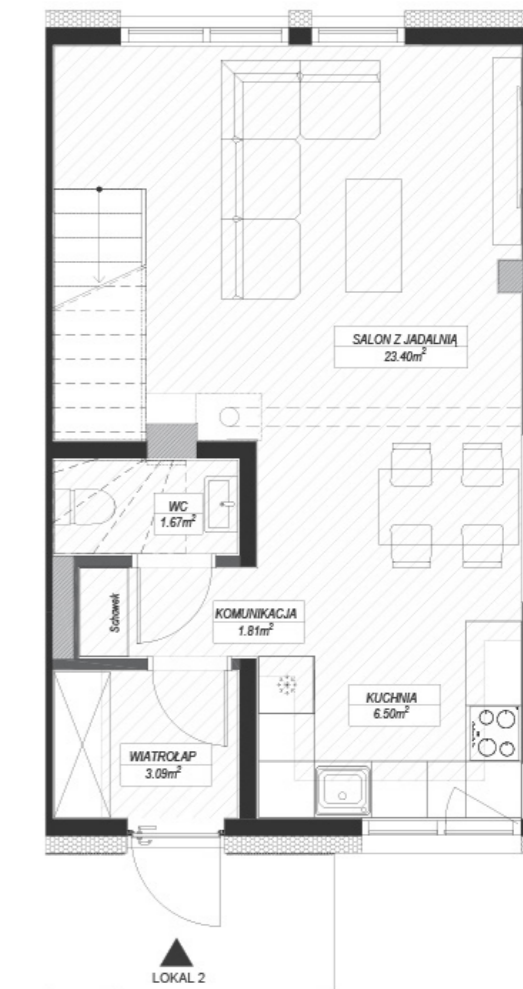 SALON Z JADALNIĄ
23.40m²
WC
1.67m²
Schowek
KOMUNIKACJA
1.81m²
KUCHNIA
6.50m²
WIATROŁAP
3.09m²
LOKAL 2